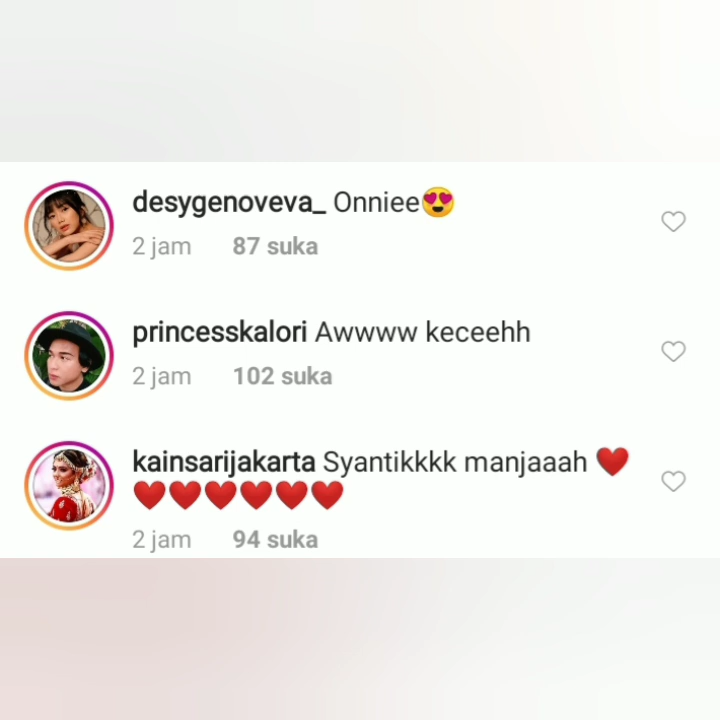 desygenoveva_ Onniee😍
2 jam 87 suka
princesskalori Awwww keceehh
2 jam 102 suka
kainsarijakarta Syantikkkk manjaaah ❤️
❤️❤️❤️❤️❤️❤️
2 jam 94 suka